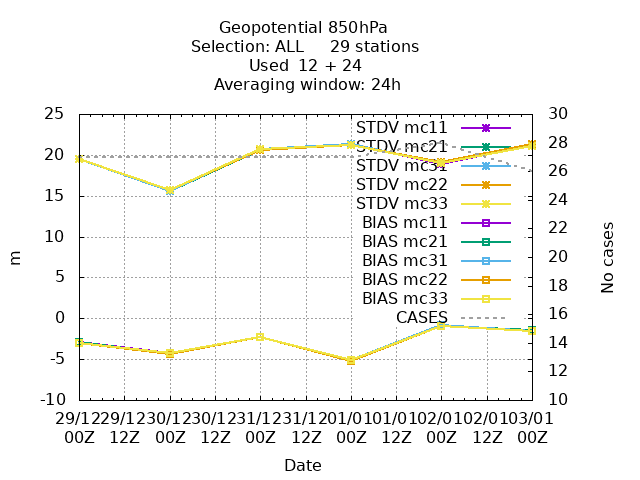 Geopotential 850hPa
Selection: ALL     29 stations
Used  12 + 24
Averaging window: 24h
25
20
15
10
5
0
-5
-10
m
30
28
26
24
22
20
18
16
14
12
10
No cases
STDV mc11
STDV mc21
STDV mc31
STDV mc22
STDV mc33
BIAS mc11
BIAS mc21
BIAS mc31
BIAS mc22
BIAS mc33
CASES
29/12 29/12 30/12 30/12 31/12 31/12 01/01 01/01 02/01 02/01 03/01
00Z 12Z 00Z 12Z 00Z 12Z 00Z 12Z 00Z 12Z 00Z
Date